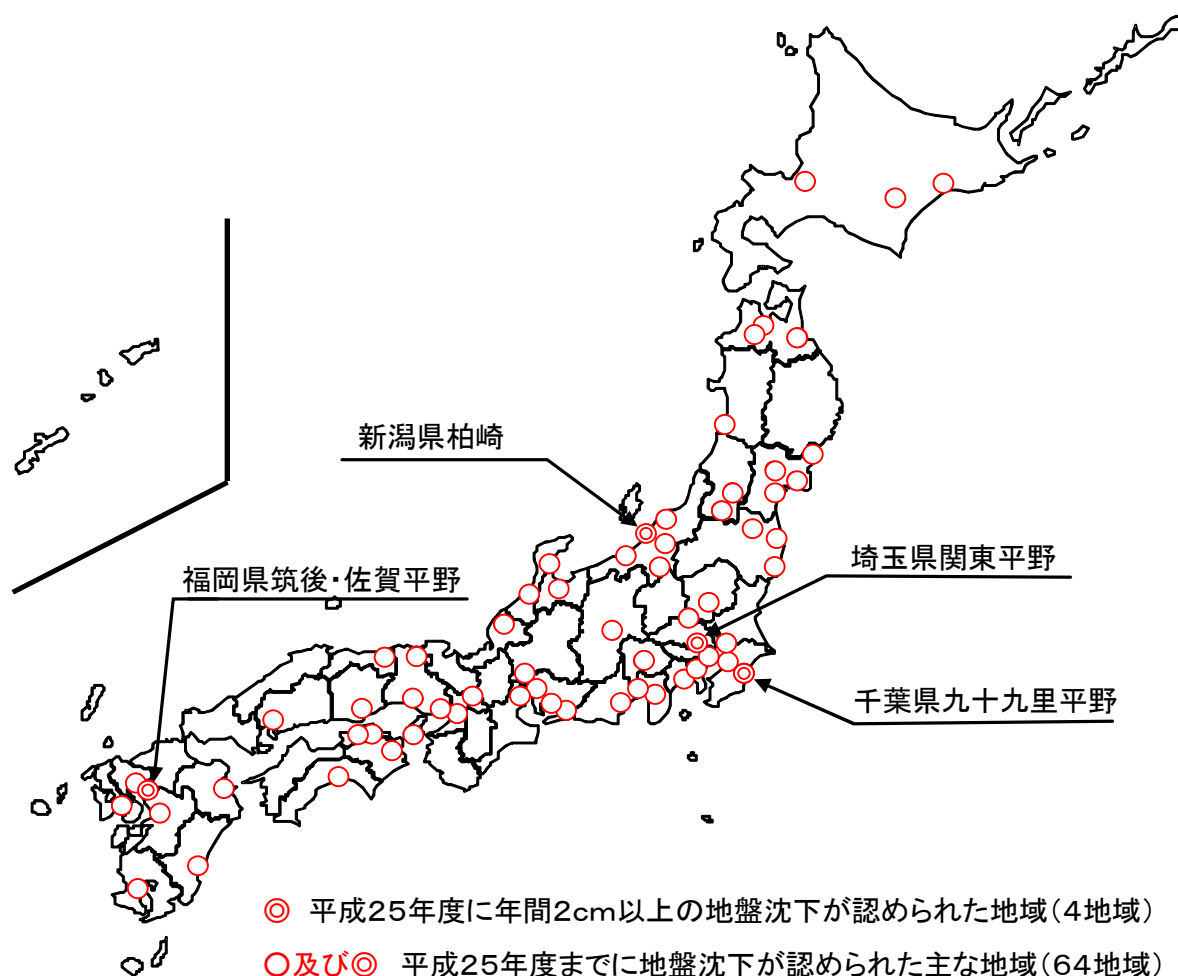 新潟県柏崎
埼玉県関東平野
福岡県筑後・佐賀平野
千葉県九十九里平野
◎ 平成25年度に年間2cm以上の地盤沈下が認められた地域(4地域)
○及び◎ 平成25年度までに地盤沈下が認められた主な地域(64地域)